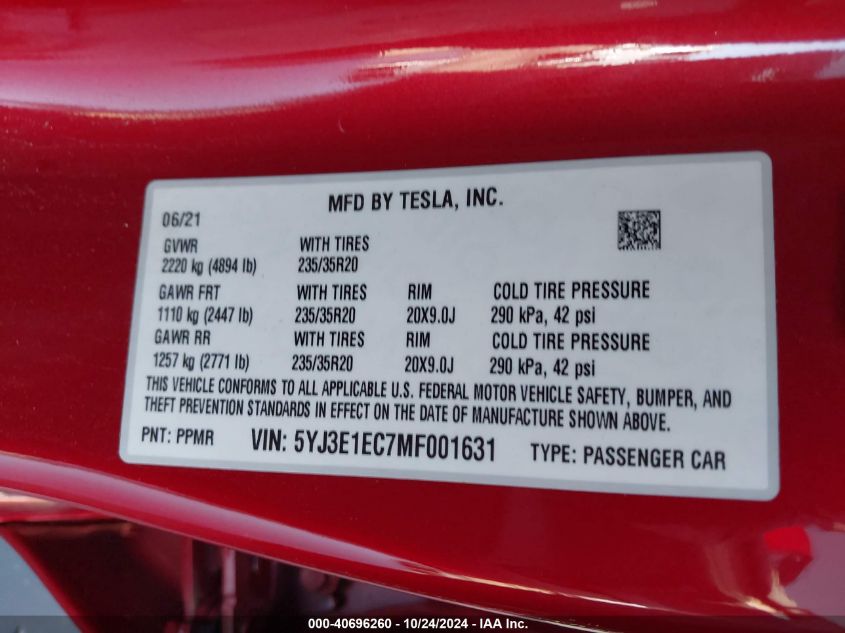 MFD BY TESLA, INC.
06/21
GVWR WITH TIRES
2220 kg (4894 lb) 235/35R20
GAWR FRT WITH TIRES RIM COLD TIRE PRESSURE
1110 kg (2447 lb) 235/35R20 20X9.0J 290 kPa, 42 psi
GAWR RR WITH TIRES RIM COLD TIRE PRESSURE
1257 kg (2771 lb) 235/35R20 20X9.0J 290 kPa, 42 psi
THIS VEHICLE CONFORMS TO ALL APPLICABLE U.S. FEDERAL MOTOR VEHICLE SAFETY, BUMPER, AND
THEFT PREVENTION STANDARDS IN EFFECT ON THE DATE OF MANUFACTURE SHOWN ABOVE.
PNT: PPMR VIN: 5YJ3E1EC7MF001631 TYPE: PASSENGER CAR
000-40696260 - 10/24/2024 - IAA Inc.